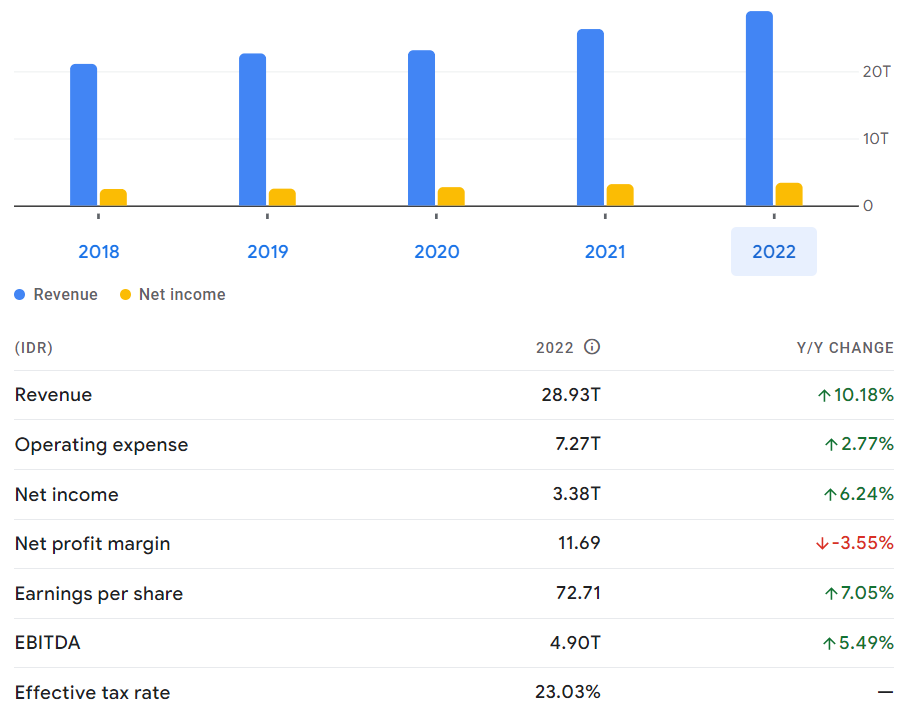 20T
10T
0
2018 2019 2020 2021 2022
Revenue Net income
(IDR) 2022 Y/Y CHANGE
Revenue 28.93T ↑10.18%
Operating expense 7.27T ↑2.77%
Net income 3.38T ↑6.24%
Net profit margin 11.69 ↓-3.55%
Earnings per share 72.71 ↑7.05%
EBITDA 4.90T ↑5.49%
Effective tax rate 23.03% —